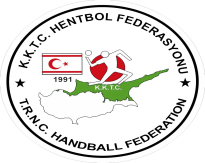 K.K.T.C. HENTBOL FEDERASYONU
1991
K.K.T.C.
T.R.N.C. HANDBALL FEDERATION